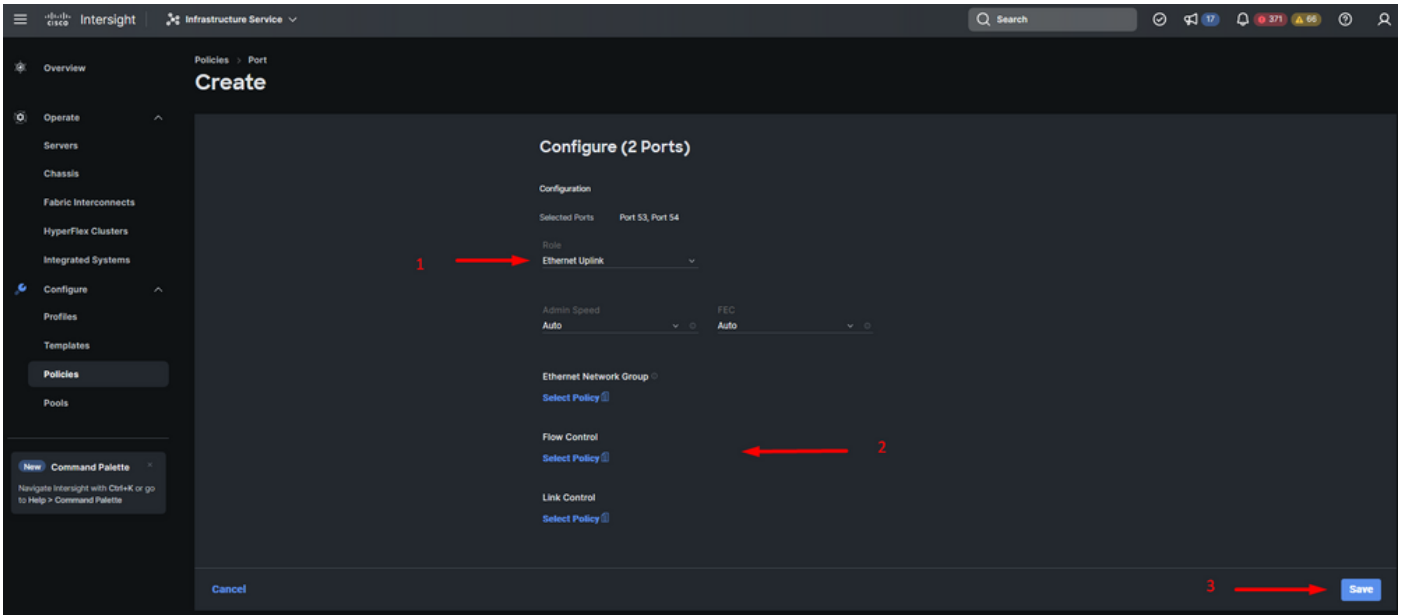 cisco Intersight Infrastructure Service Search 17 371 66
Overview
Operate
Servers
Chassis
Fabric Interconnects
HyperFlex Clusters
Integrated Systems
Configure
Profiles
Templates
Policies
Pools
New Command Palette
Navigate Intersight with Ctrl+K or go
to Help > Command Palette
Policies > Port
Create
Configure (2 Ports)
Configuration
Selected Ports Port 53, Port 54
Role
1 Ethernet Uplink
Admin Speed FEC
Auto Auto
Ethernet Network Group
Select Policy
Flow Control
2
Select Policy
Link Control
Select Policy
Cancel 3 Save